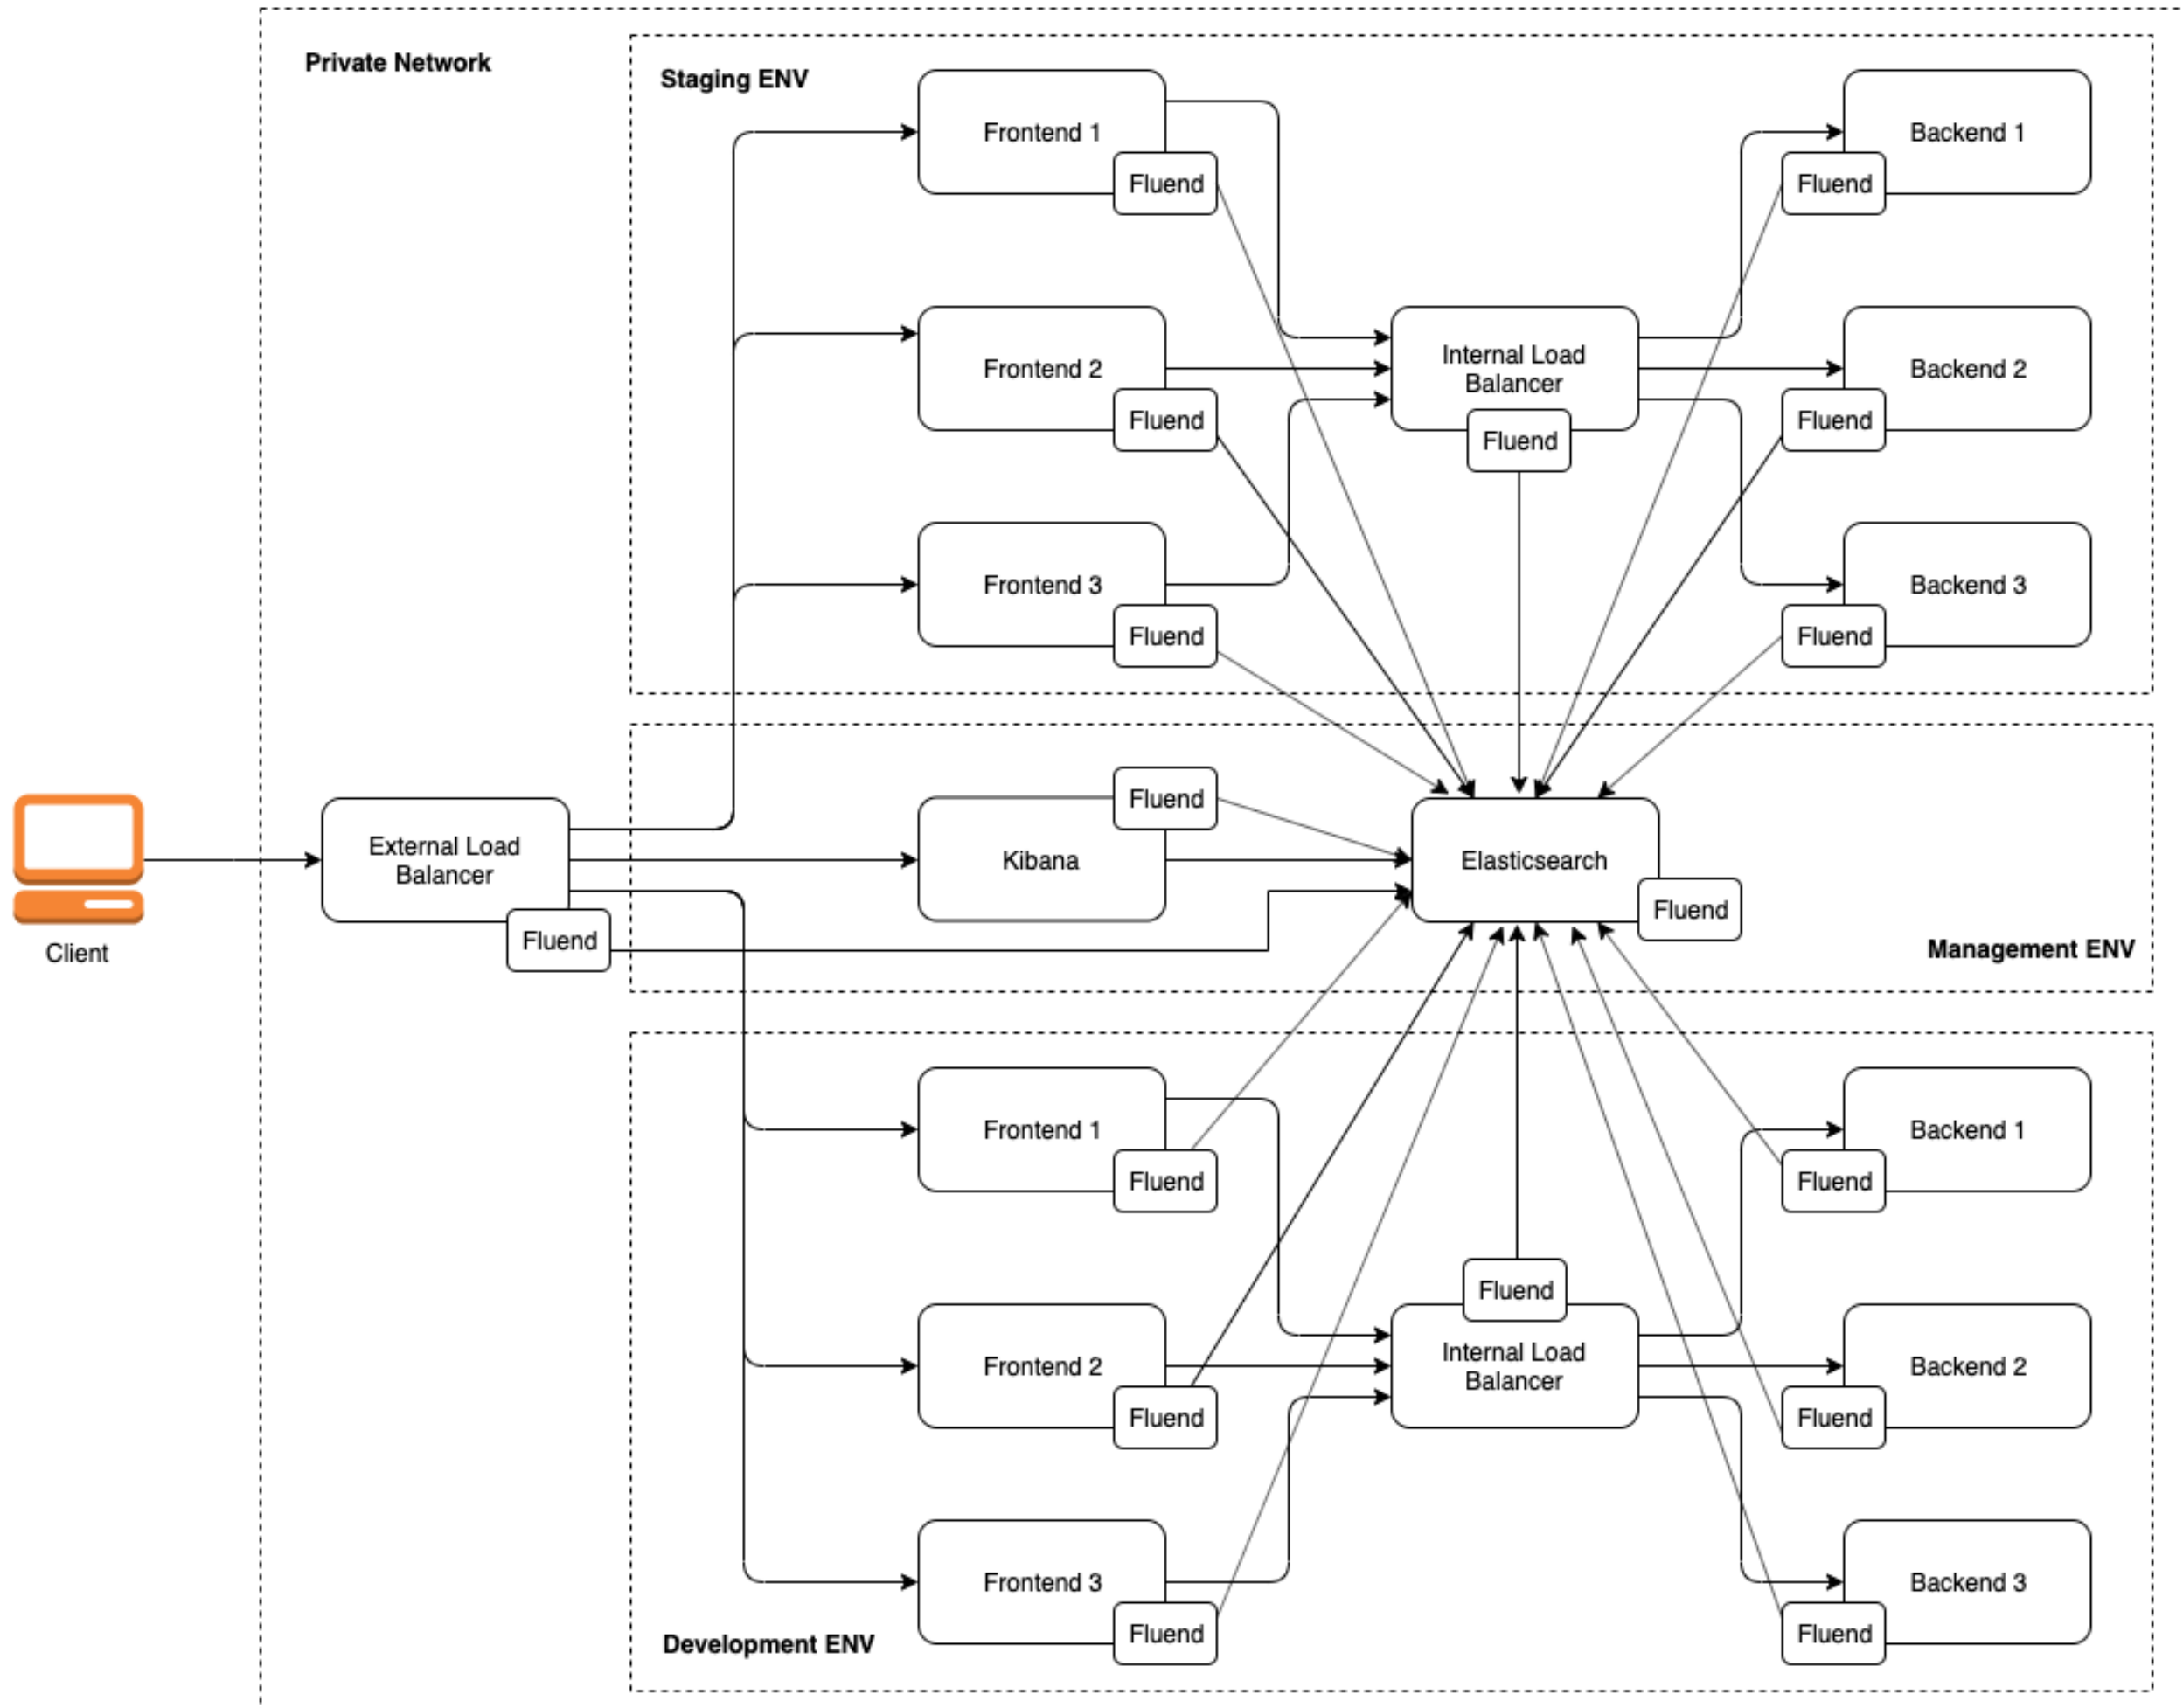 Private Network
Staging ENV
Frontend 1
Fluend
Backend 1
Fluend
Frontend 2
Fluend
Internal Load
Balancer
Fluend
Backend 2
Fluend
Frontend 3
Fluend
Backend 3
Fluend
Client
External Load
Balancer
Fluend
Kibana
Fluend
Elasticsearch
Fluend
Management ENV
Frontend 1
Fluend
Backend 1
Fluend
Frontend 2
Fluend
Fluend
Internal Load
Balancer
Backend 2
Fluend
Frontend 3
Fluend
Backend 3
Fluend
Development ENV